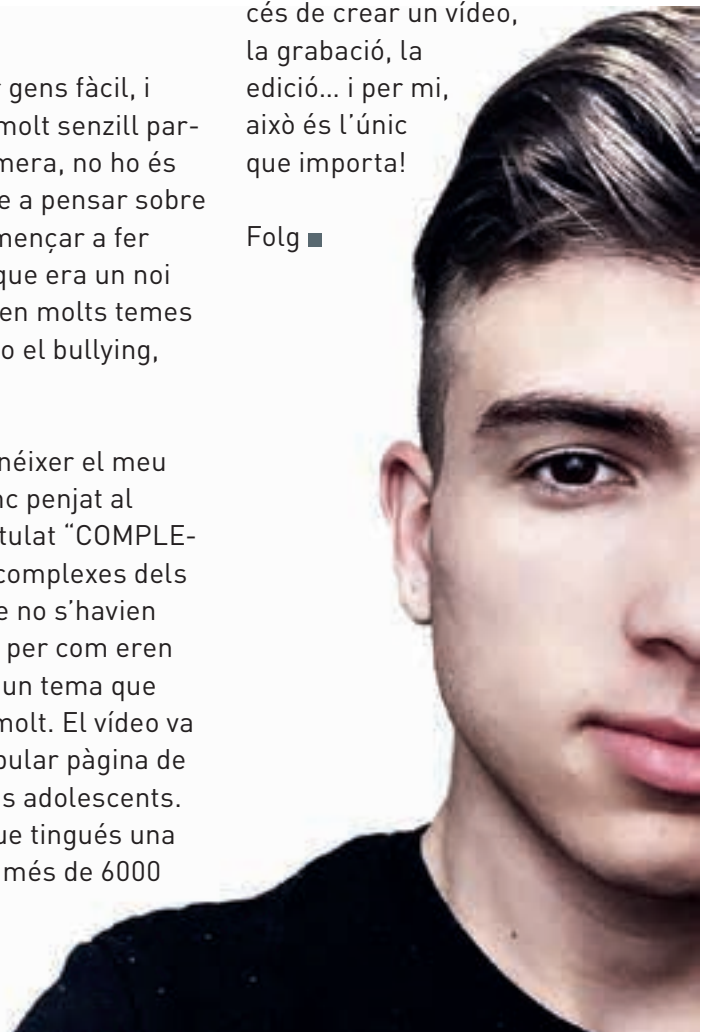 gens fàcil, i
molt senzill par-
mera, no ho és
e a pensar sobre
mençar a fer
que era un noi
en molts temes
o el bullying,
néixer el meu
nc penjat al
tulat “COMPLE-
complexes dels
e no s’havien
per com eren
un tema que
molt. El vídeo va
pular pàgina de
s adolescents.
ue tingués una
més de 6000
cés de crear un vídeo,
la grabació, la
edició... i per mi,
això és l’únic
que importa!
Folg